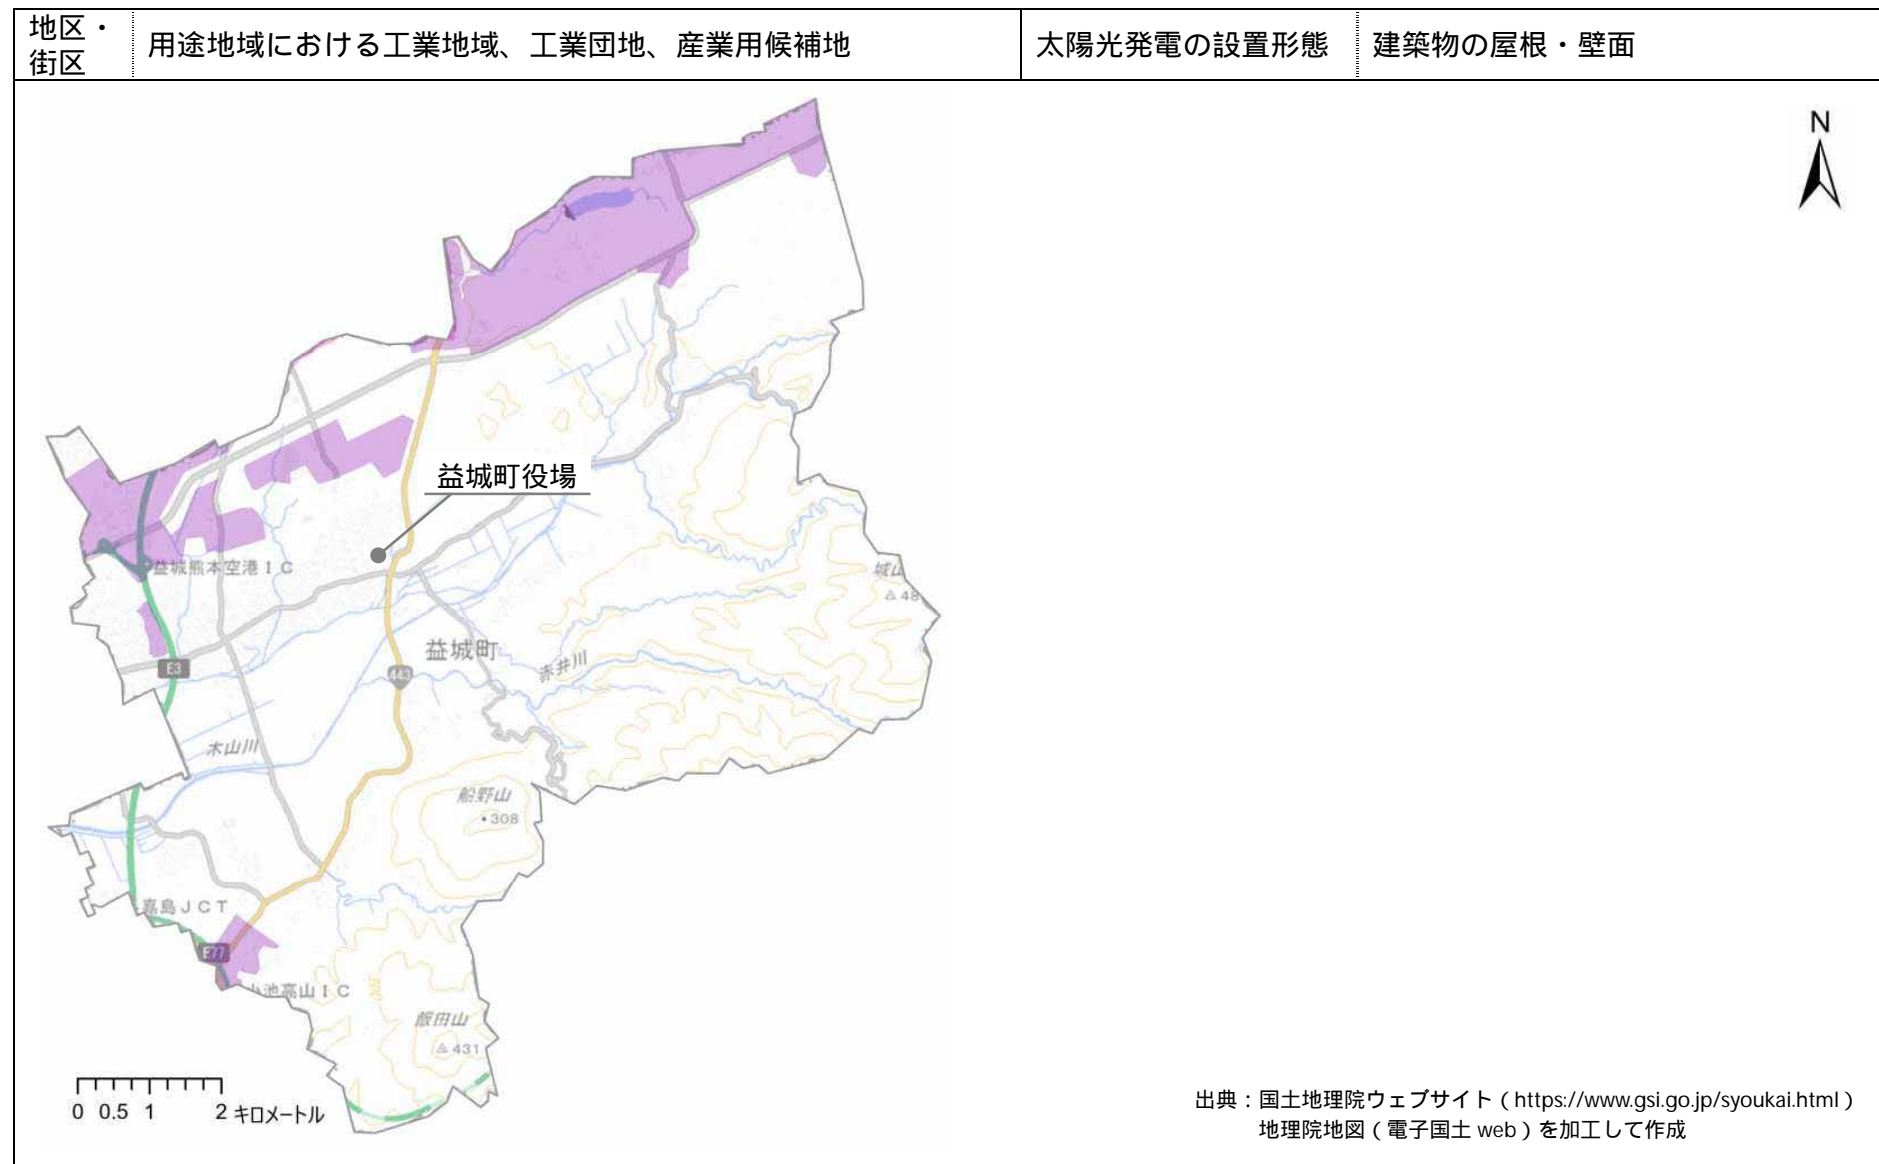 地区・
街区
用途地域における工業地域、工業団地、産業用候補地
太陽光発電の設置形態
建築物の屋根・壁面
N
益城町役場
益城熊本空港IC
城山
48
E3
益城町
443
赤井川
木山川
船野山
308
嘉島JCT
E77
小池高山IC
200
飯田山
431
0 0.5 1 2 キロメートル
出典：国土地理院ウェブサイト（https://www.gsi.go.jp/syoukai.html）
地理院地図（電子国土 web）を加工して作成